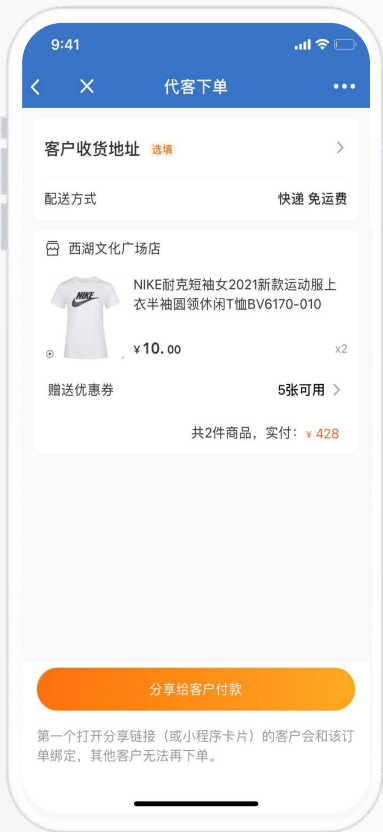 9:41
代客下单
客户收货地址 选填
配送方式 快递 免运费
西湖文化广场店
NIKE耐克短袖女2021新款运动服上
衣半袖圆领休闲T恤BV6170-010
NIKE
¥10.00 x2
赠送优惠券 5张可用
共2件商品，实付：¥428
分享给客户付款
第一个打开分享链接（或小程序卡片）的客户会和该订
单绑定，其他客户无法再下单。